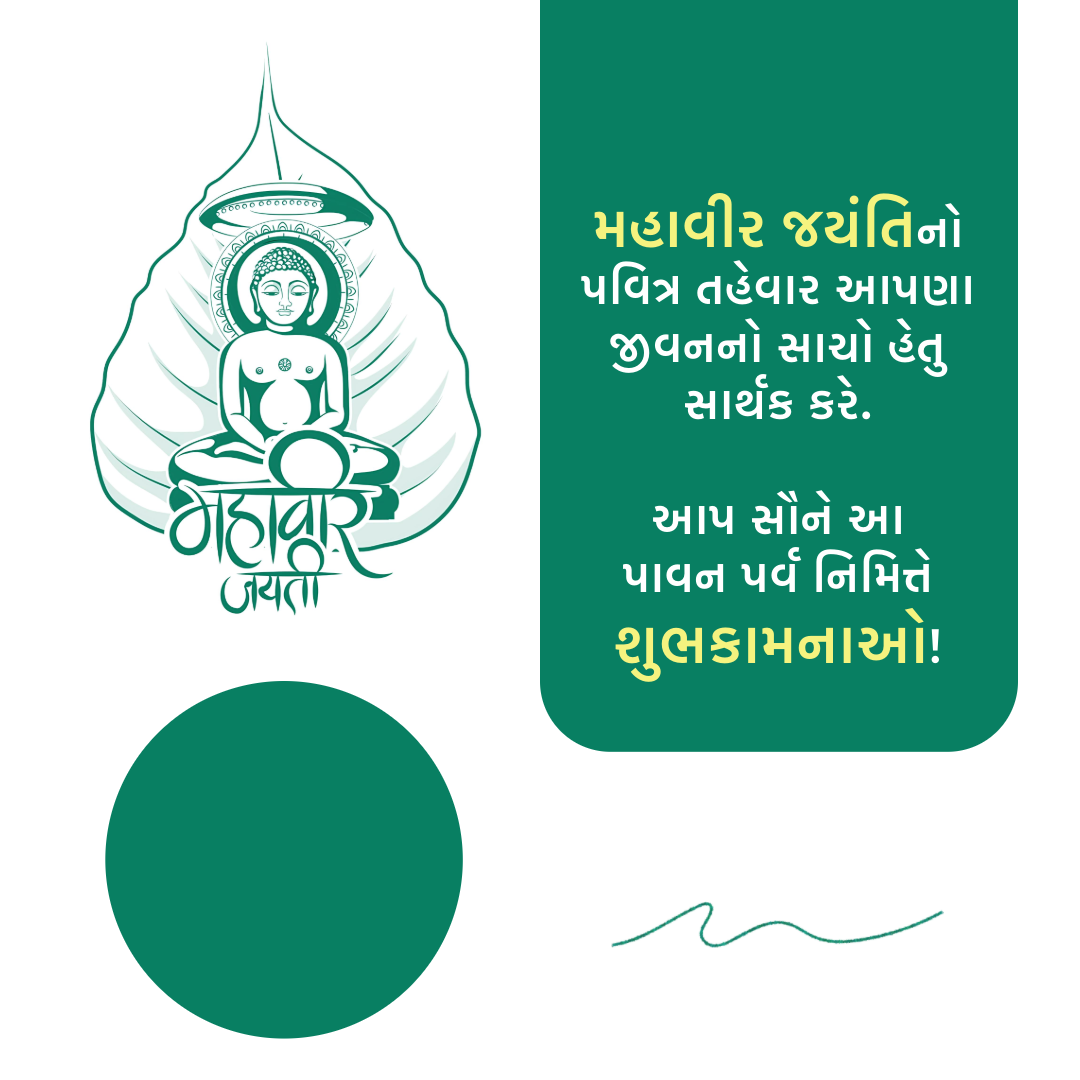 महावीर
जयंती
મહાવીર જયંતિનો
પવિત્ર તહેવાર આપણા
જીવનનો સાચો હેતુ
સાર્થક કરે.
આપ સૌને આ
પાવન પર્વ નિમિત્તે
શુભકામનાઓ!